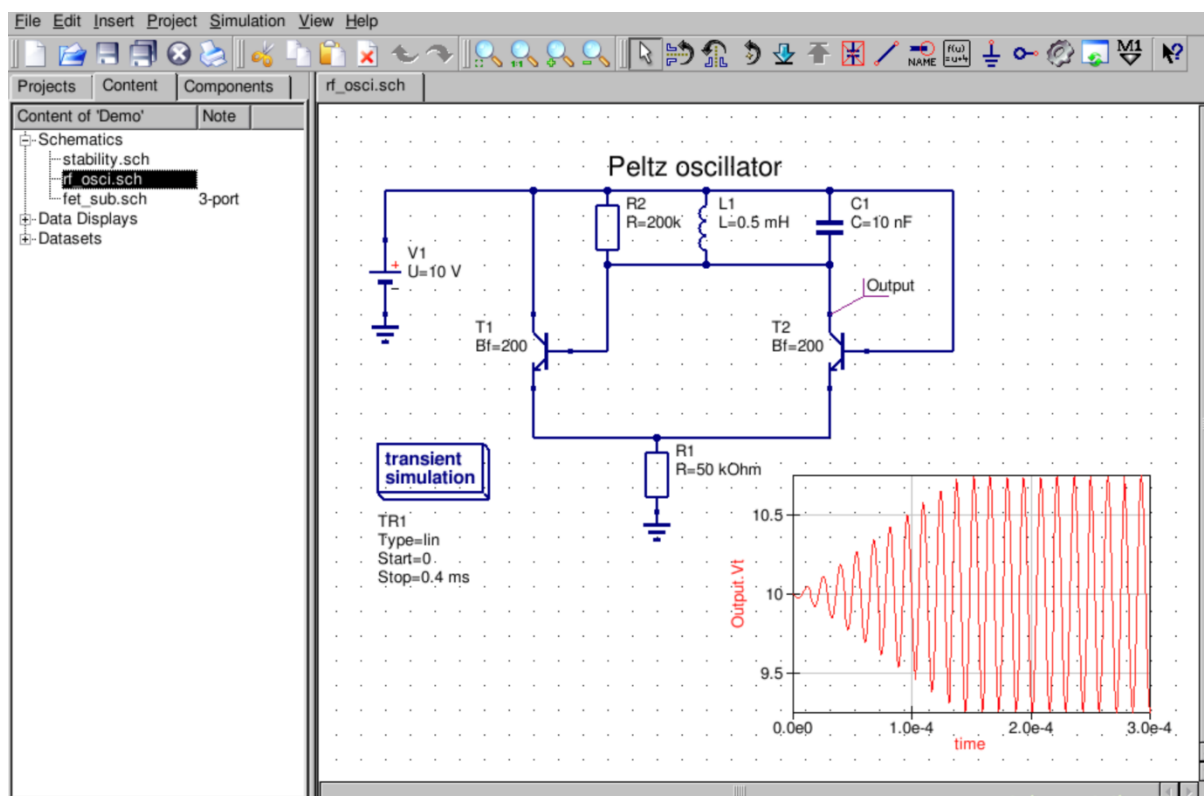 File Edit Insert Project Simulation View Help
1:1
NAME
f(ω)
=u+4
M1
?
Projects Content Components
rf_osci.sch
Content of 'Demo' Note
Schematics
stability.sch
rf_osci.sch
fet_sub.sch 3-port
Data Displays
Datasets
Peltz oscillator
R2
R=200k
L1
L=0.5 mH
C1
C=10 nF
V1
U=10 V
+
−
Output
T1
Bf=200
T2
Bf=200
R1
R=50 kOhm
transient
simulation
TR1
Type=lin
Start=0
Stop=0.4 ms
10.5
10
9.5
Output.Vt
0.0e0 1.0e-4 2.0e-4 3.0e-4
time